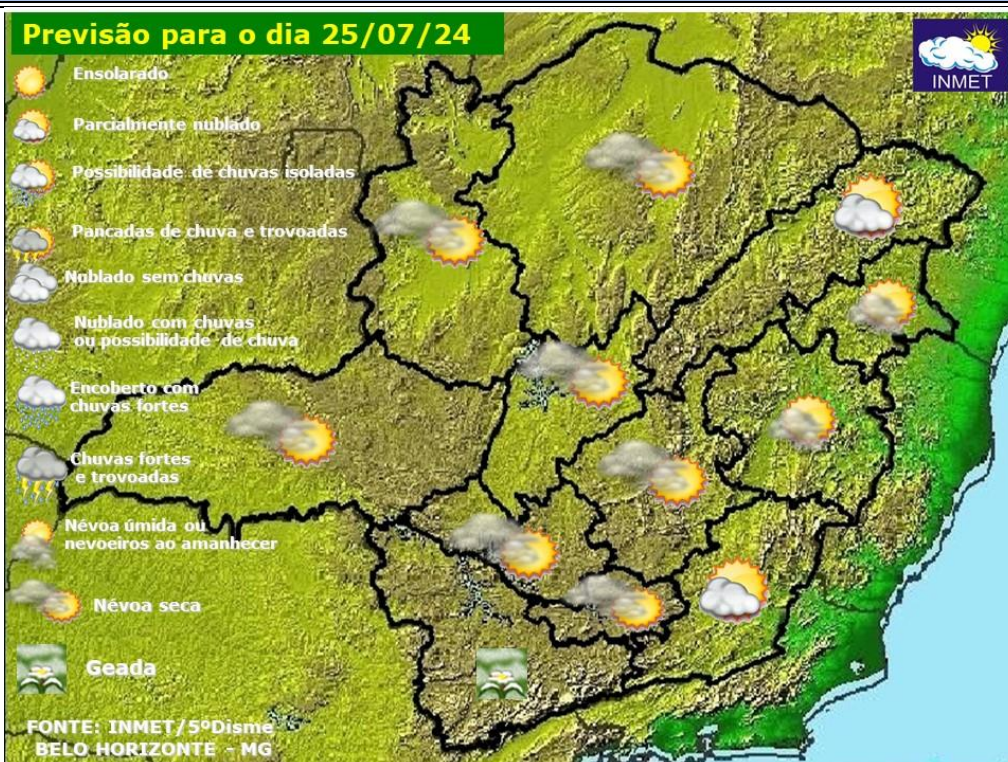 Previsão para o dia 25/07/24
INMET
Ensolarado
Parcialmente nublado
Possibilidade de chuvas isoladas
Pancadas de chuva e trovoadas
Nublado sem chuvas
Nublado com chuvas
ou possibilidade de chuva
Encoberto com
chuvas fortes
Chuvas fortes
e trovoadas
Névoa úmida ou
nevoeiros ao amanhecer
Névoa seca
Geada
FONTE: INMET/5ºDisme
BELO HORIZONTE - MG